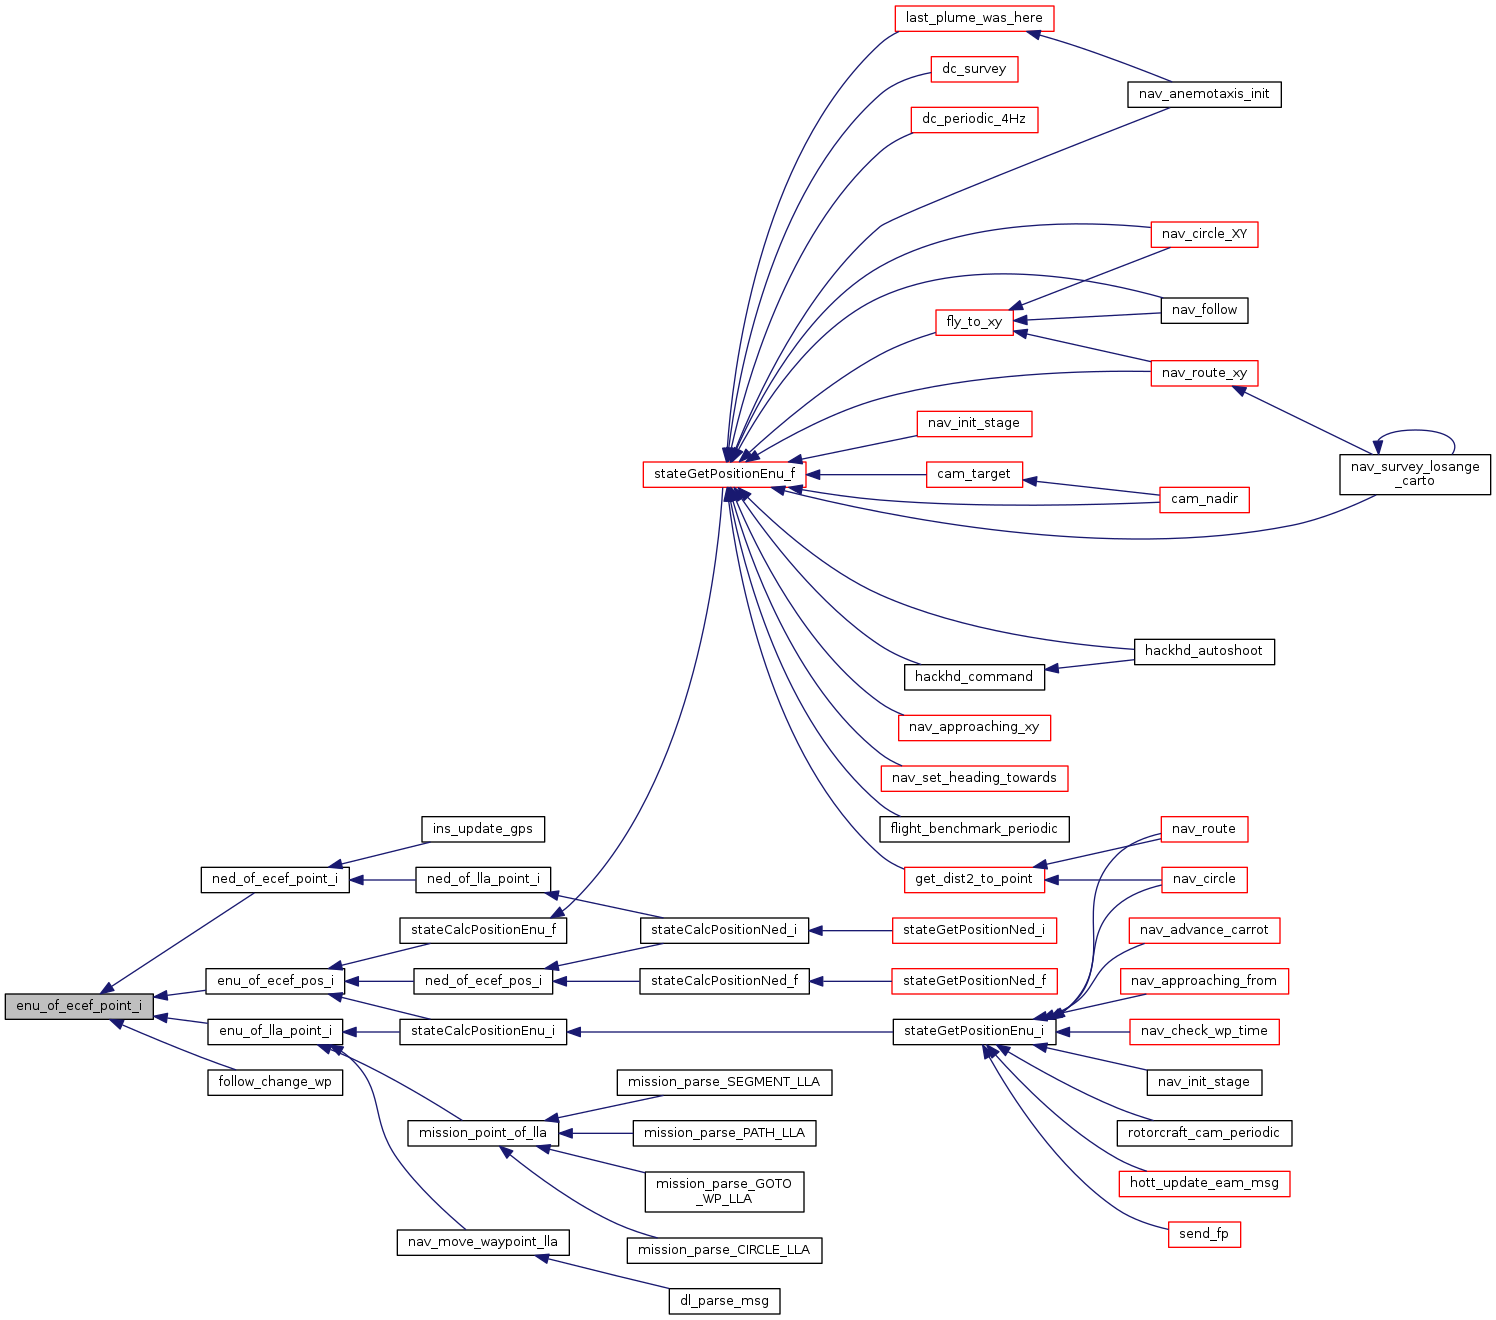 last_plume_was_here
dc_survey
nav_anemotaxis_init
dc_periodic_4Hz
nav_circle_XY
nav_follow
fly_to_xy
nav_route_xy
nav_init_stage
stateGetPositionEnu_f
cam_target
nav_survey_losange
_carto
cam_nadir
hackhd_autoshoot
hackhd_command
nav_approaching_xy
nav_set_heading_towards
ins_update_gps
flight_benchmark_periodic
nav_route
ned_of_ecef_point_i
ned_of_lla_point_i
get_dist2_to_point
nav_circle
stateCalcPositionEnu_f
stateCalcPositionNed_i
stateGetPositionNed_i
nav_advance_carrot
enu_of_ecef_pos_i
ned_of_ecef_pos_i
stateCalcPositionNed_f
stateGetPositionNed_f
nav_approaching_from
enu_of_ecef_point_i
enu_of_lla_point_i
stateCalcPositionEnu_i
stateGetPositionEnu_i
nav_check_wp_time
follow_change_wp
mission_parse_SEGMENT_LLA
nav_init_stage
mission_point_of_lla
mission_parse_PATH_LLA
rotorcraft_cam_periodic
mission_parse_GOTO
_WP_LLA
hott_update_eam_msg
nav_move_waypoint_lla
mission_parse_CIRCLE_LLA
send_fp
dl_parse_msg